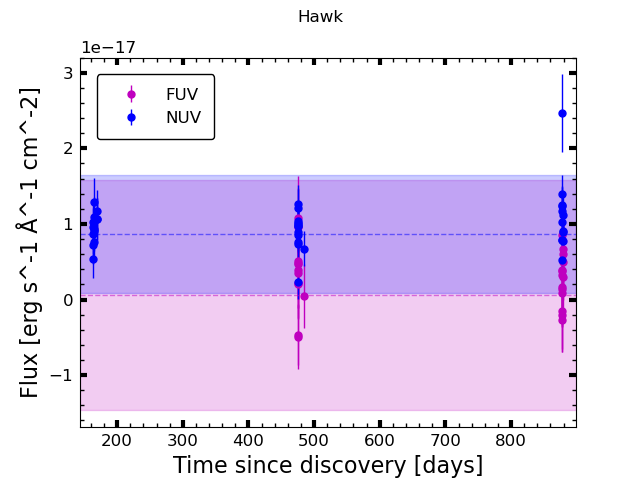 Hawk
1e−17
3
2
1
0
−1
FUV
NUV
Flux [erg s^-1 Å^-1 cm^-2]
200 300 400 500 600 700 800
Time since discovery [days]